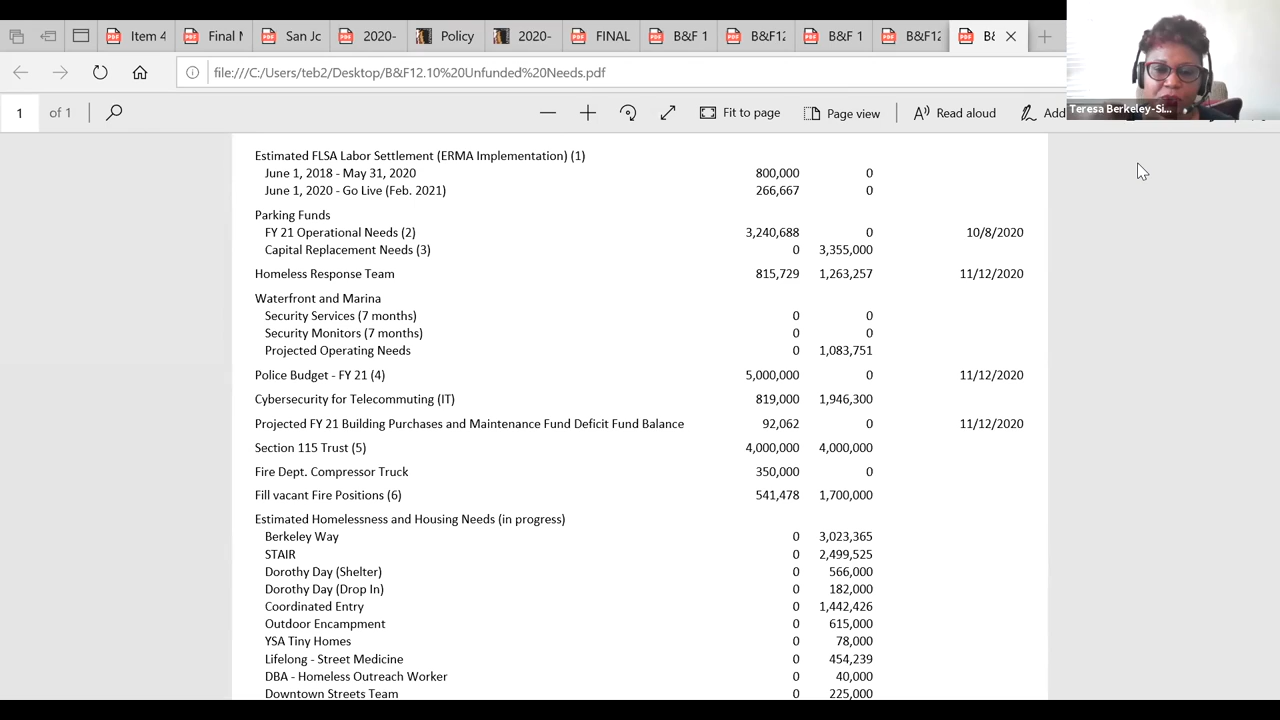 Item 4
Final M
San Jc
2020-
Policy
2020-
FINAL
B&F 1
B&F12
B&F 1
B&F12
B&
file:///C:/Users/teb2/Desktop/B&F12.10%20Unfunded%20Needs.pdf
1 of 1
Fit to page
Page view
Read aloud
Add
Teresa Berkeley-Si...
Estimated FLSA Labor Settlement (ERMA Implementation) (1)
June 1, 2018 - May 31, 2020 800,000 0
June 1, 2020 - Go Live (Feb. 2021) 266,667 0
Parking Funds
FY 21 Operational Needs (2) 3,240,688 0 10/8/2020
Capital Replacement Needs (3) 0 3,355,000
Homeless Response Team 815,729 1,263,257 11/12/2020
Waterfront and Marina
Security Services (7 months) 0 0
Security Monitors (7 months) 0 0
Projected Operating Needs 0 1,083,751
Police Budget - FY 21 (4) 5,000,000 0 11/12/2020
Cybersecurity for Telecommuting (IT) 819,000 1,946,300
Projected FY 21 Building Purchases and Maintenance Fund Deficit Fund Balance 92,062 0 11/12/2020
Section 115 Trust (5) 4,000,000 4,000,000
Fire Dept. Compressor Truck 350,000 0
Fill vacant Fire Positions (6) 541,478 1,700,000
Estimated Homelessness and Housing Needs (in progress)
Berkeley Way 0 3,023,365
STAIR 0 2,499,525
Dorothy Day (Shelter) 0 566,000
Dorothy Day (Drop In) 0 182,000
Coordinated Entry 0 1,442,426
Outdoor Encampment 0 615,000
YSA Tiny Homes 0 78,000
Lifelong - Street Medicine 0 454,239
DBA - Homeless Outreach Worker 0 40,000
Downtown Streets Team 0 225,000